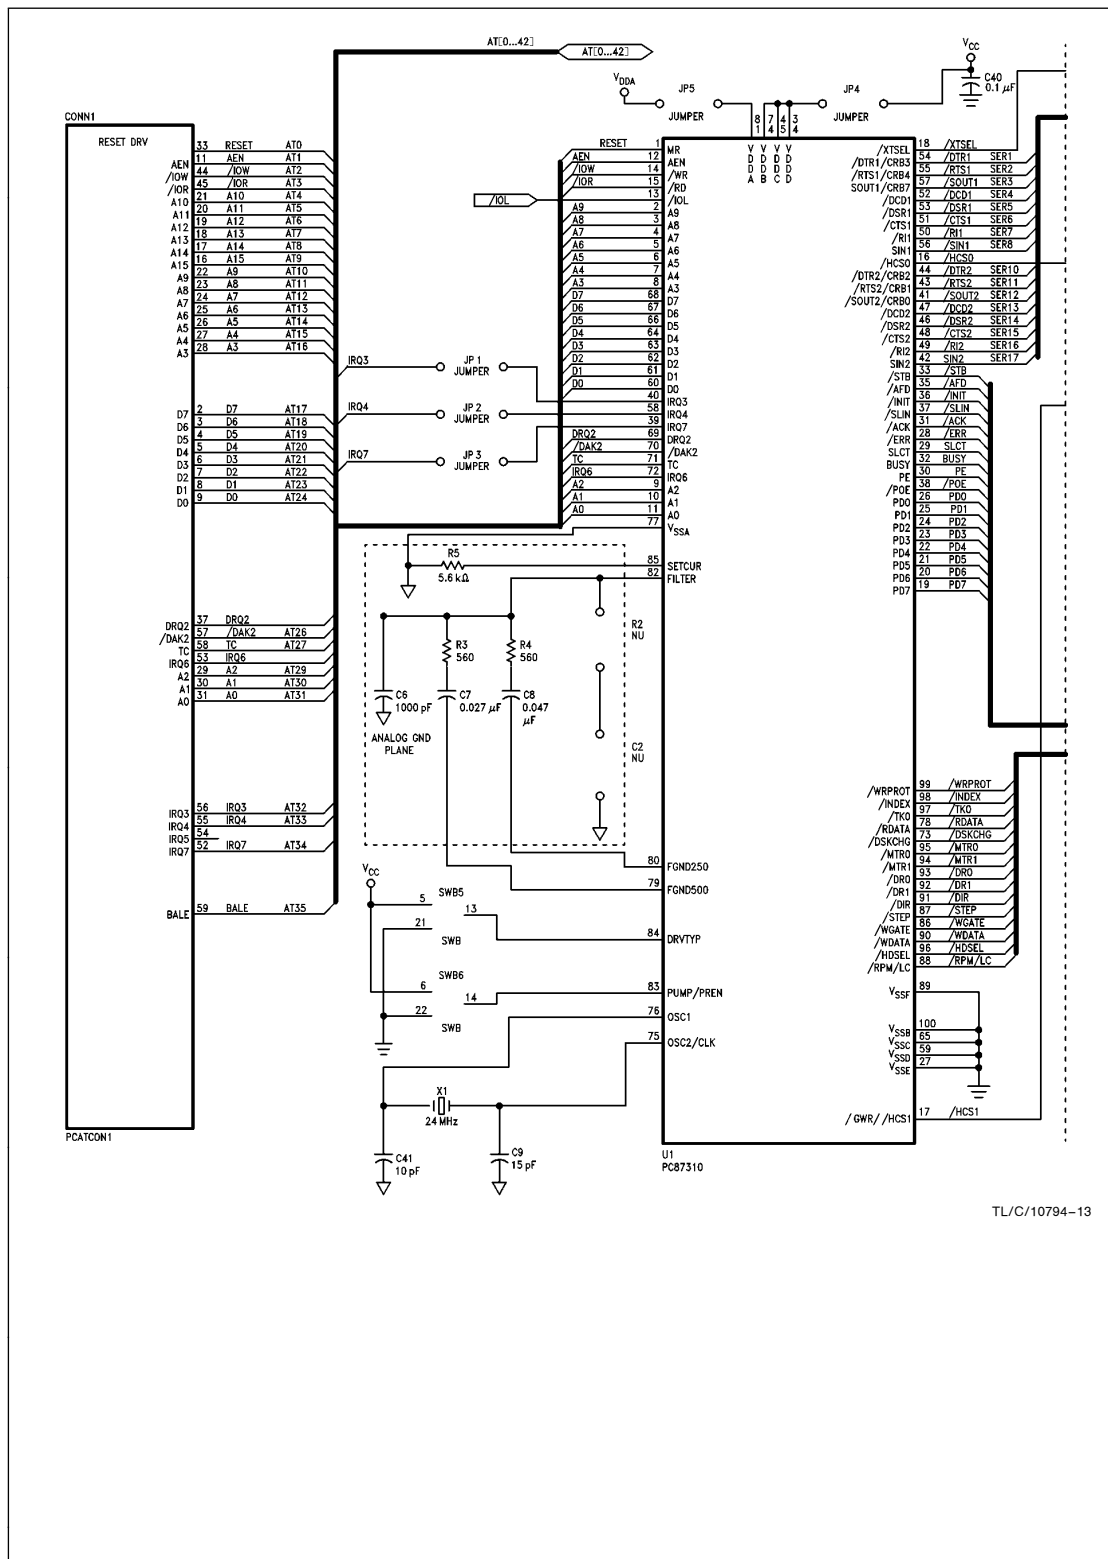 AT[0...42]
AT[0...42]
VCC
C40
0.1 μF
VDDA
JP5
JUMPER
JP4
JUMPER
CONN1
RESET DRV
33 RESET AT0
AEN 11 AEN AT1
/IOW 44 /IOW AT2
/IOR 45 /IOR AT3
A10 21 A10 AT4
A11 20 A11 AT5
A12 19 A12 AT6
A13 18 A13 AT7
A14 17 A14 AT8
A15 16 A15 AT9
A9 22 A9 AT10
A8 23 A8 AT11
A7 24 A7 AT12
A6 25 A6 AT13
A5 26 A5 AT14
A4 27 A4 AT15
A3 28 A3 AT16
D7 2 D7 AT17
D6 3 D6 AT18
D5 4 D5 AT19
D4 5 D4 AT20
D3 6 D3 AT21
D2 7 D2 AT22
D1 8 D1 AT23
D0 9 D0 AT24
DRQ2 37 DRQ2
/DAK2 57 /DAK2 AT26
TC 58 TC AT27
IRQ6 53 IRQ6
A2 29 A2 AT29
A1 30 A1 AT30
A0 31 A0 AT31
IRQ3 56 IRQ3 AT32
IRQ4 55 IRQ4 AT33
IRQ5 54
IRQ7 52 IRQ7 AT34
BALE 59 BALE AT35
PCATCON1
IRQ3 JP1
JUMPER
IRQ4 JP2
JUMPER
IRQ7 JP3
JUMPER
/IOL
81 74 45 34
VDDA VDDB VDDC VDDD
RESET 1 MR
AEN 12 AEN
/IOW 14 /WR
/IOR 15 /RD
13 /IOL
A9 2 A9
A8 3 A8
A7 4 A7
A6 5 A6
A5 6 A5
A4 7 A4
A3 8 A3
D7 68 D7
D6 67 D6
D5 66 D5
D4 64 D4
D3 63 D3
D2 62 D2
D1 61 D1
D0 60 D0
40 IRQ3
58 IRQ4
39 IRQ7
DRQ2 69 DRQ2
/DAK2 70 /DAK2
TC 71 TC
IRQ6 72 IRQ6
A2 9 A2
A1 10 A1
A0 11 A0
77 VSSA
R5
5.6 kΩ
85 SETCUR
82 FILTER
R3
560
R4
560
R2
NU
C6
1000 pF
C7
0.027 μF
C8
0.047
μF
ANALOG GND
PLANE
C2
NU
80 FGND250
79 FGND500
VCC
5 SWB5
13
21
SWB
84 DRVTYP
SWB6
6
14
22
SWB
83 PUMP/PREN
76 OSC1
75 OSC2/CLK
X1
24 MHz
C41
10 pF
C9
15 pF
U1
PC87310
/XTSEL 18 /XTSEL
/DTR1/CRB3 54 /DTR1 SER1
/RTS1/CRB4 55 /RTS1 SER2
SOUT1/CRB7 57 /SOUT1 SER3
/DCD1 52 /DCD1 SER4
/DSR1 53 /DSR1 SER5
/CTS1 51 /CTS1 SER6
/RI1 50 /RI1 SER7
SIN1 56 /SIN1 SER8
/HCS0 16 /HCS0
/DTR2/CRB2 44 /DTR2 SER10
/RTS2/CRB1 43 /RTS2 SER11
/SOUT2/CRB0 41 /SOUT2 SER12
/DCD2 47 /DCD2 SER13
/DSR2 46 /DSR2 SER14
/CTS2 48 /CTS2 SER15
/RI2 49 /RI2 SER16
SIN2 42 SIN2 SER17
/STB 33 /STB
/AFD 35 /AFD
/INIT 36 /INIT
/SLIN 37 /SLIN
/ACK 31 /ACK
/ERR 28 /ERR
SLCT 29 SLCT
BUSY 32 BUSY
PE 30 PE
/POE 38 /POE
PD0 26 PD0
PD1 25 PD1
PD2 24 PD2
PD3 23 PD3
PD4 22 PD4
PD5 21 PD5
PD6 20 PD6
PD7 19 PD7
/WRPROT 99 /WRPROT
/INDEX 98 /INDEX
/TK0 97 /TK0
/RDATA 78 /RDATA
/DSKCHG 73 /DSKCHG
/MTR0 95 /MTR0
/MTR1 94 /MTR1
/DR0 93 /DR0
/DR1 92 /DR1
/DIR 91 /DIR
/STEP 87 /STEP
/WGATE 86 /WGATE
/WDATA 90 /WDATA
/HDSEL 96 /HDSEL
/RPM/LC 88 /RPM/LC
VSSF 89
VSSB 100
VSSC 65
VSSD 59
VSSE 27
/GWR//HCS1 17 /HCS1
TL/C/10794–13